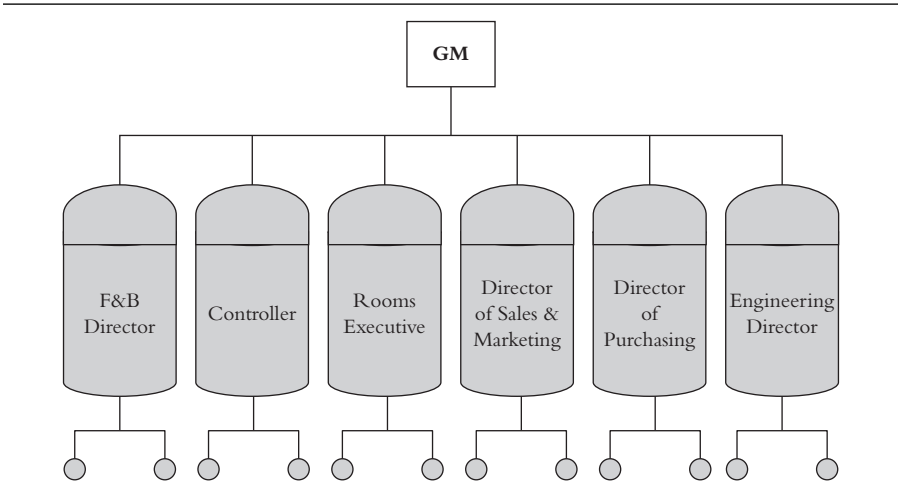 GM
F&B
Director
Controller
Rooms
Executive
Director
of Sales &
Marketing
Director
of
Purchasing
Engineering
Director